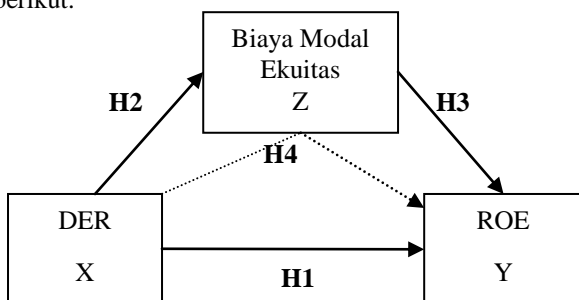 berikut:
Biaya Modal
Ekuitas
Z
H2
H3
H4
DER
ROE
X
Y
H1